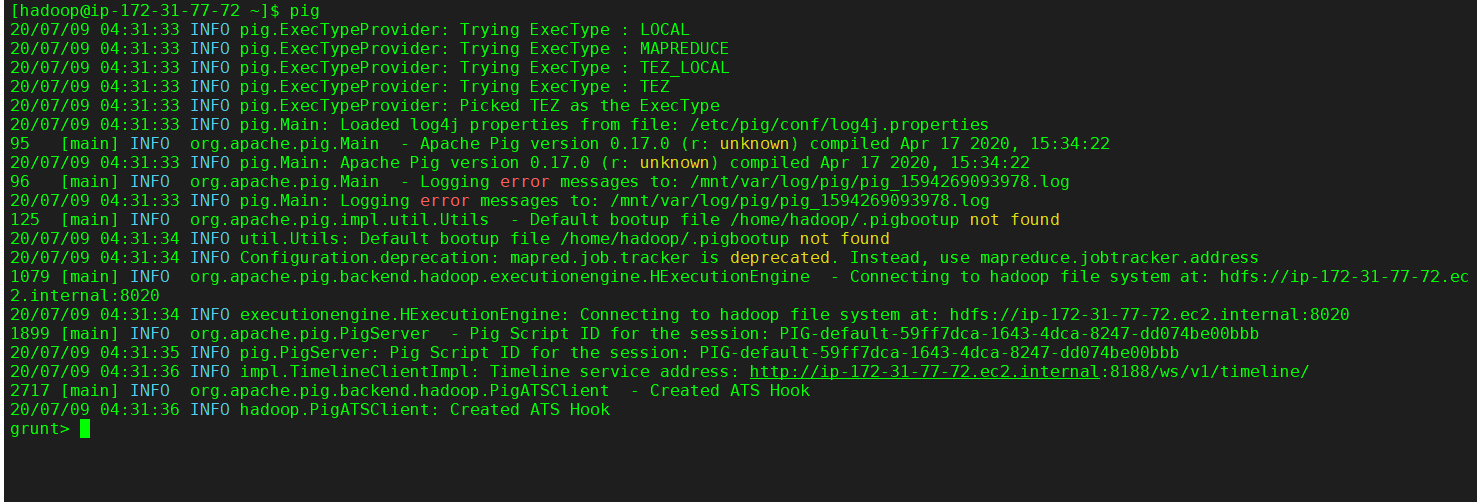 [hadoop@ip-172-31-77-72 ~]$ pig
20/07/09 04:31:33 INFO pig.ExecTypeProvider: Trying ExecType : LOCAL
20/07/09 04:31:33 INFO pig.ExecTypeProvider: Trying ExecType : MAPREDUCE
20/07/09 04:31:33 INFO pig.ExecTypeProvider: Trying ExecType : TEZ_LOCAL
20/07/09 04:31:33 INFO pig.ExecTypeProvider: Trying ExecType : TEZ
20/07/09 04:31:33 INFO pig.ExecTypeProvider: Picked TEZ as the ExecType
20/07/09 04:31:33 INFO pig.Main: Loaded log4j properties from file: /etc/pig/conf/log4j.properties
95   [main] INFO  org.apache.pig.Main  - Apache Pig version 0.17.0 (r: unknown) compiled Apr 17 2020, 15:34:22
20/07/09 04:31:33 INFO pig.Main: Apache Pig version 0.17.0 (r: unknown) compiled Apr 17 2020, 15:34:22
96   [main] INFO  org.apache.pig.Main  - Logging error messages to: /mnt/var/log/pig/pig_1594269093978.log
20/07/09 04:31:33 INFO pig.Main: Logging error messages to: /mnt/var/log/pig/pig_1594269093978.log
125  [main] INFO  org.apache.pig.impl.util.Utils  - Default bootup file /home/hadoop/.pigbootup not found
20/07/09 04:31:34 INFO util.Utils: Default bootup file /home/hadoop/.pigbootup not found
20/07/09 04:31:34 INFO Configuration.deprecation: mapred.job.tracker is deprecated. Instead, use mapreduce.jobtracker.address
1079 [main] INFO  org.apache.pig.backend.hadoop.executionengine.HExecutionEngine  - Connecting to hadoop file system at: hdfs://ip-172-31-77-72.ec
2.internal:8020
20/07/09 04:31:34 INFO executionengine.HExecutionEngine: Connecting to hadoop file system at: hdfs://ip-172-31-77-72.ec2.internal:8020
1899 [main] INFO  org.apache.pig.PigServer  - Pig Script ID for the session: PIG-default-59ff7dca-1643-4dca-8247-dd074be00bbb
20/07/09 04:31:35 INFO pig.PigServer: Pig Script ID for the session: PIG-default-59ff7dca-1643-4dca-8247-dd074be00bbb
20/07/09 04:31:36 INFO impl.TimelineClientImpl: Timeline service address: http://ip-172-31-77-72.ec2.internal:8188/ws/v1/timeline/
2717 [main] INFO  org.apache.pig.backend.hadoop.PigATSClient  - Created ATS Hook
20/07/09 04:31:36 INFO hadoop.PigATSClient: Created ATS Hook
grunt>